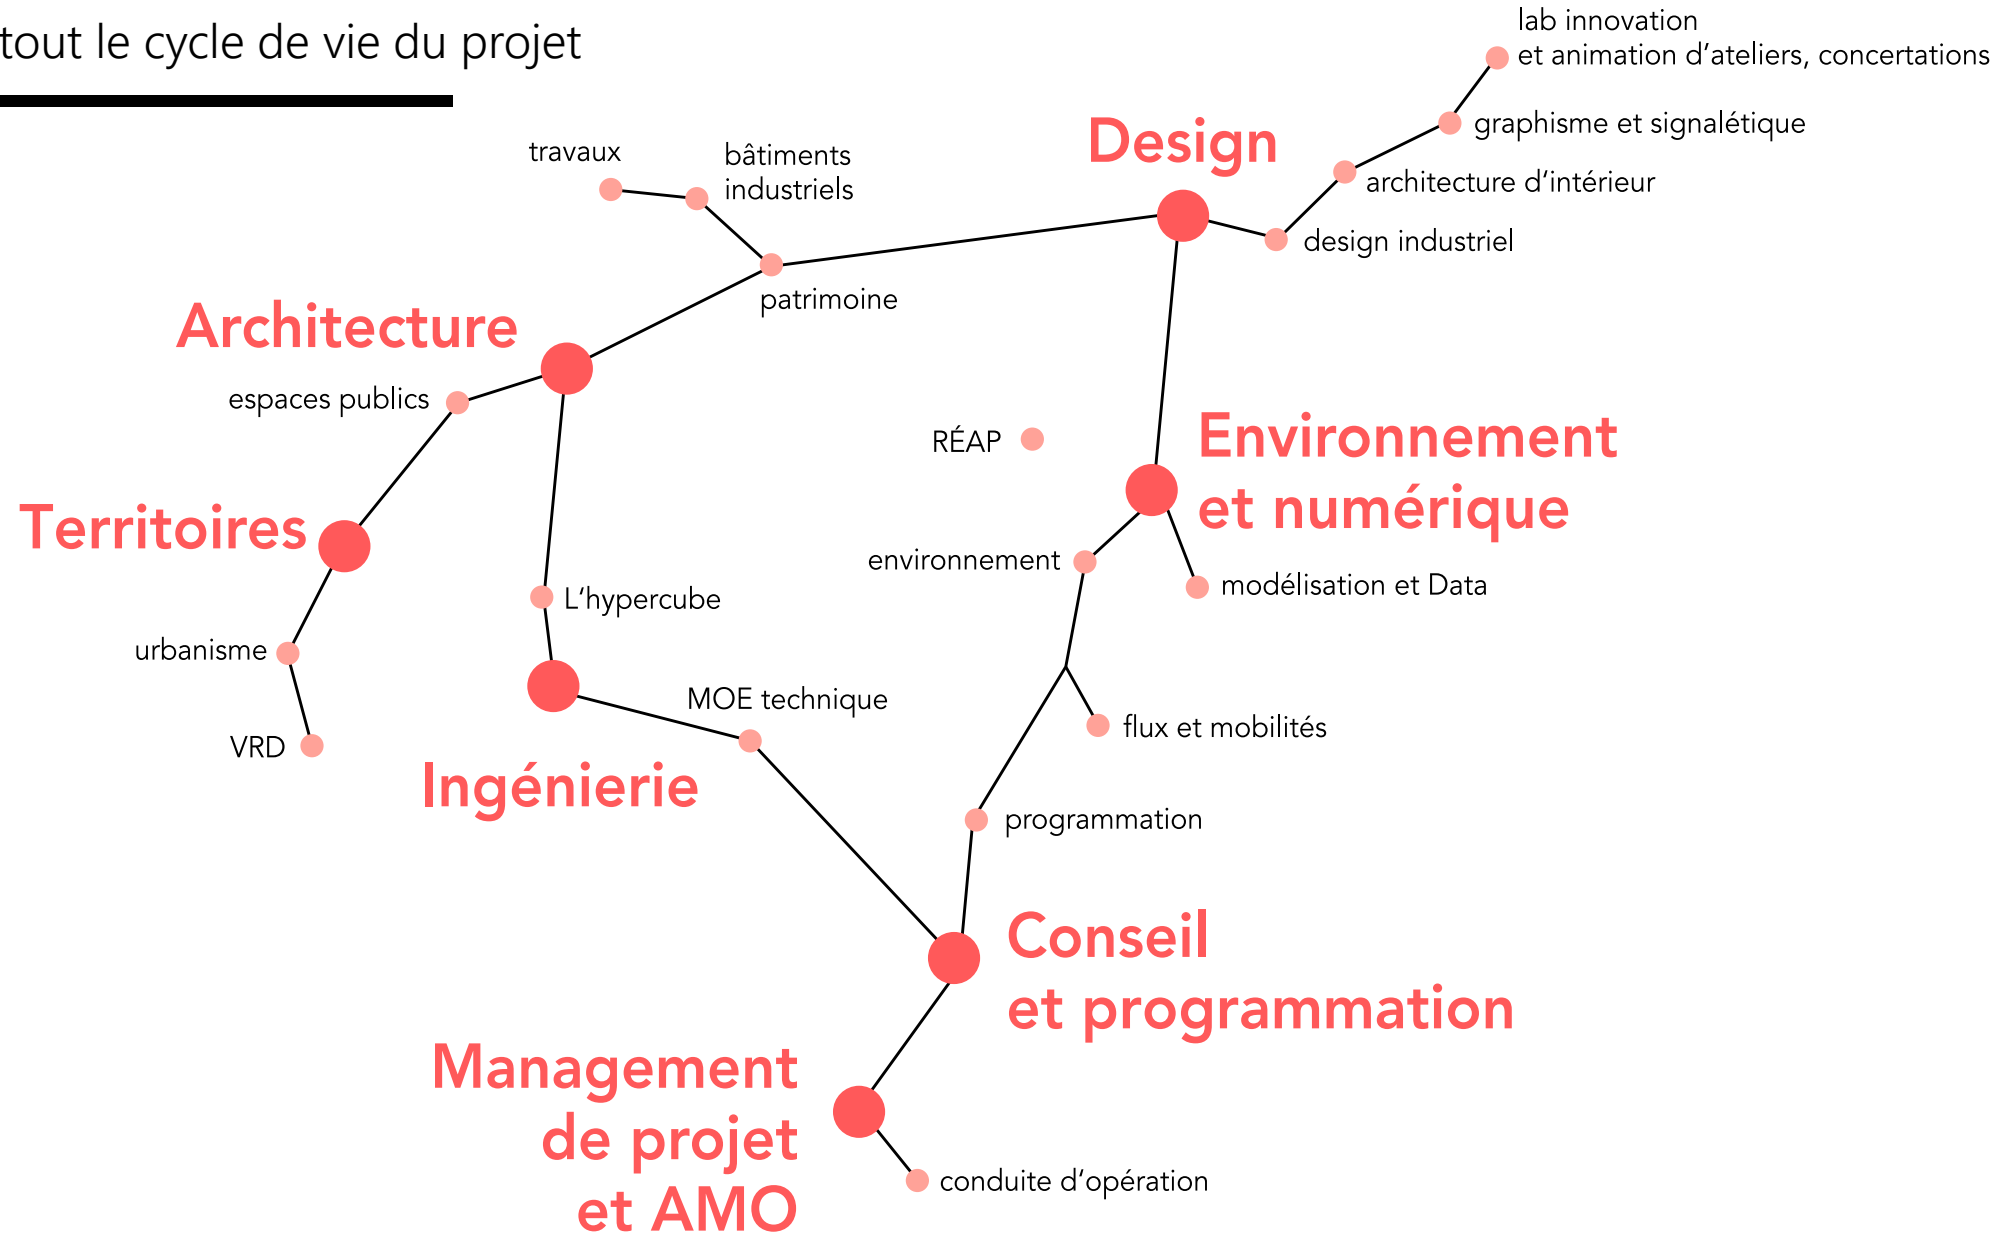 tout le cycle de vie du projet
lab innovation
et animation d’ateliers, concertations
graphisme et signalétique
Design
travaux
bâtiments
industriels
architecture d’intérieur
design industriel
patrimoine
Architecture
espaces publics
RÉAP
Environnement
et numérique
Territoires
environnement
modélisation et Data
L‘hypercube
urbanisme
MOE technique
flux et mobilités
VRD
Ingénierie
programmation
Conseil
et programmation
Management
de projet
et AMO
conduite d‘opération